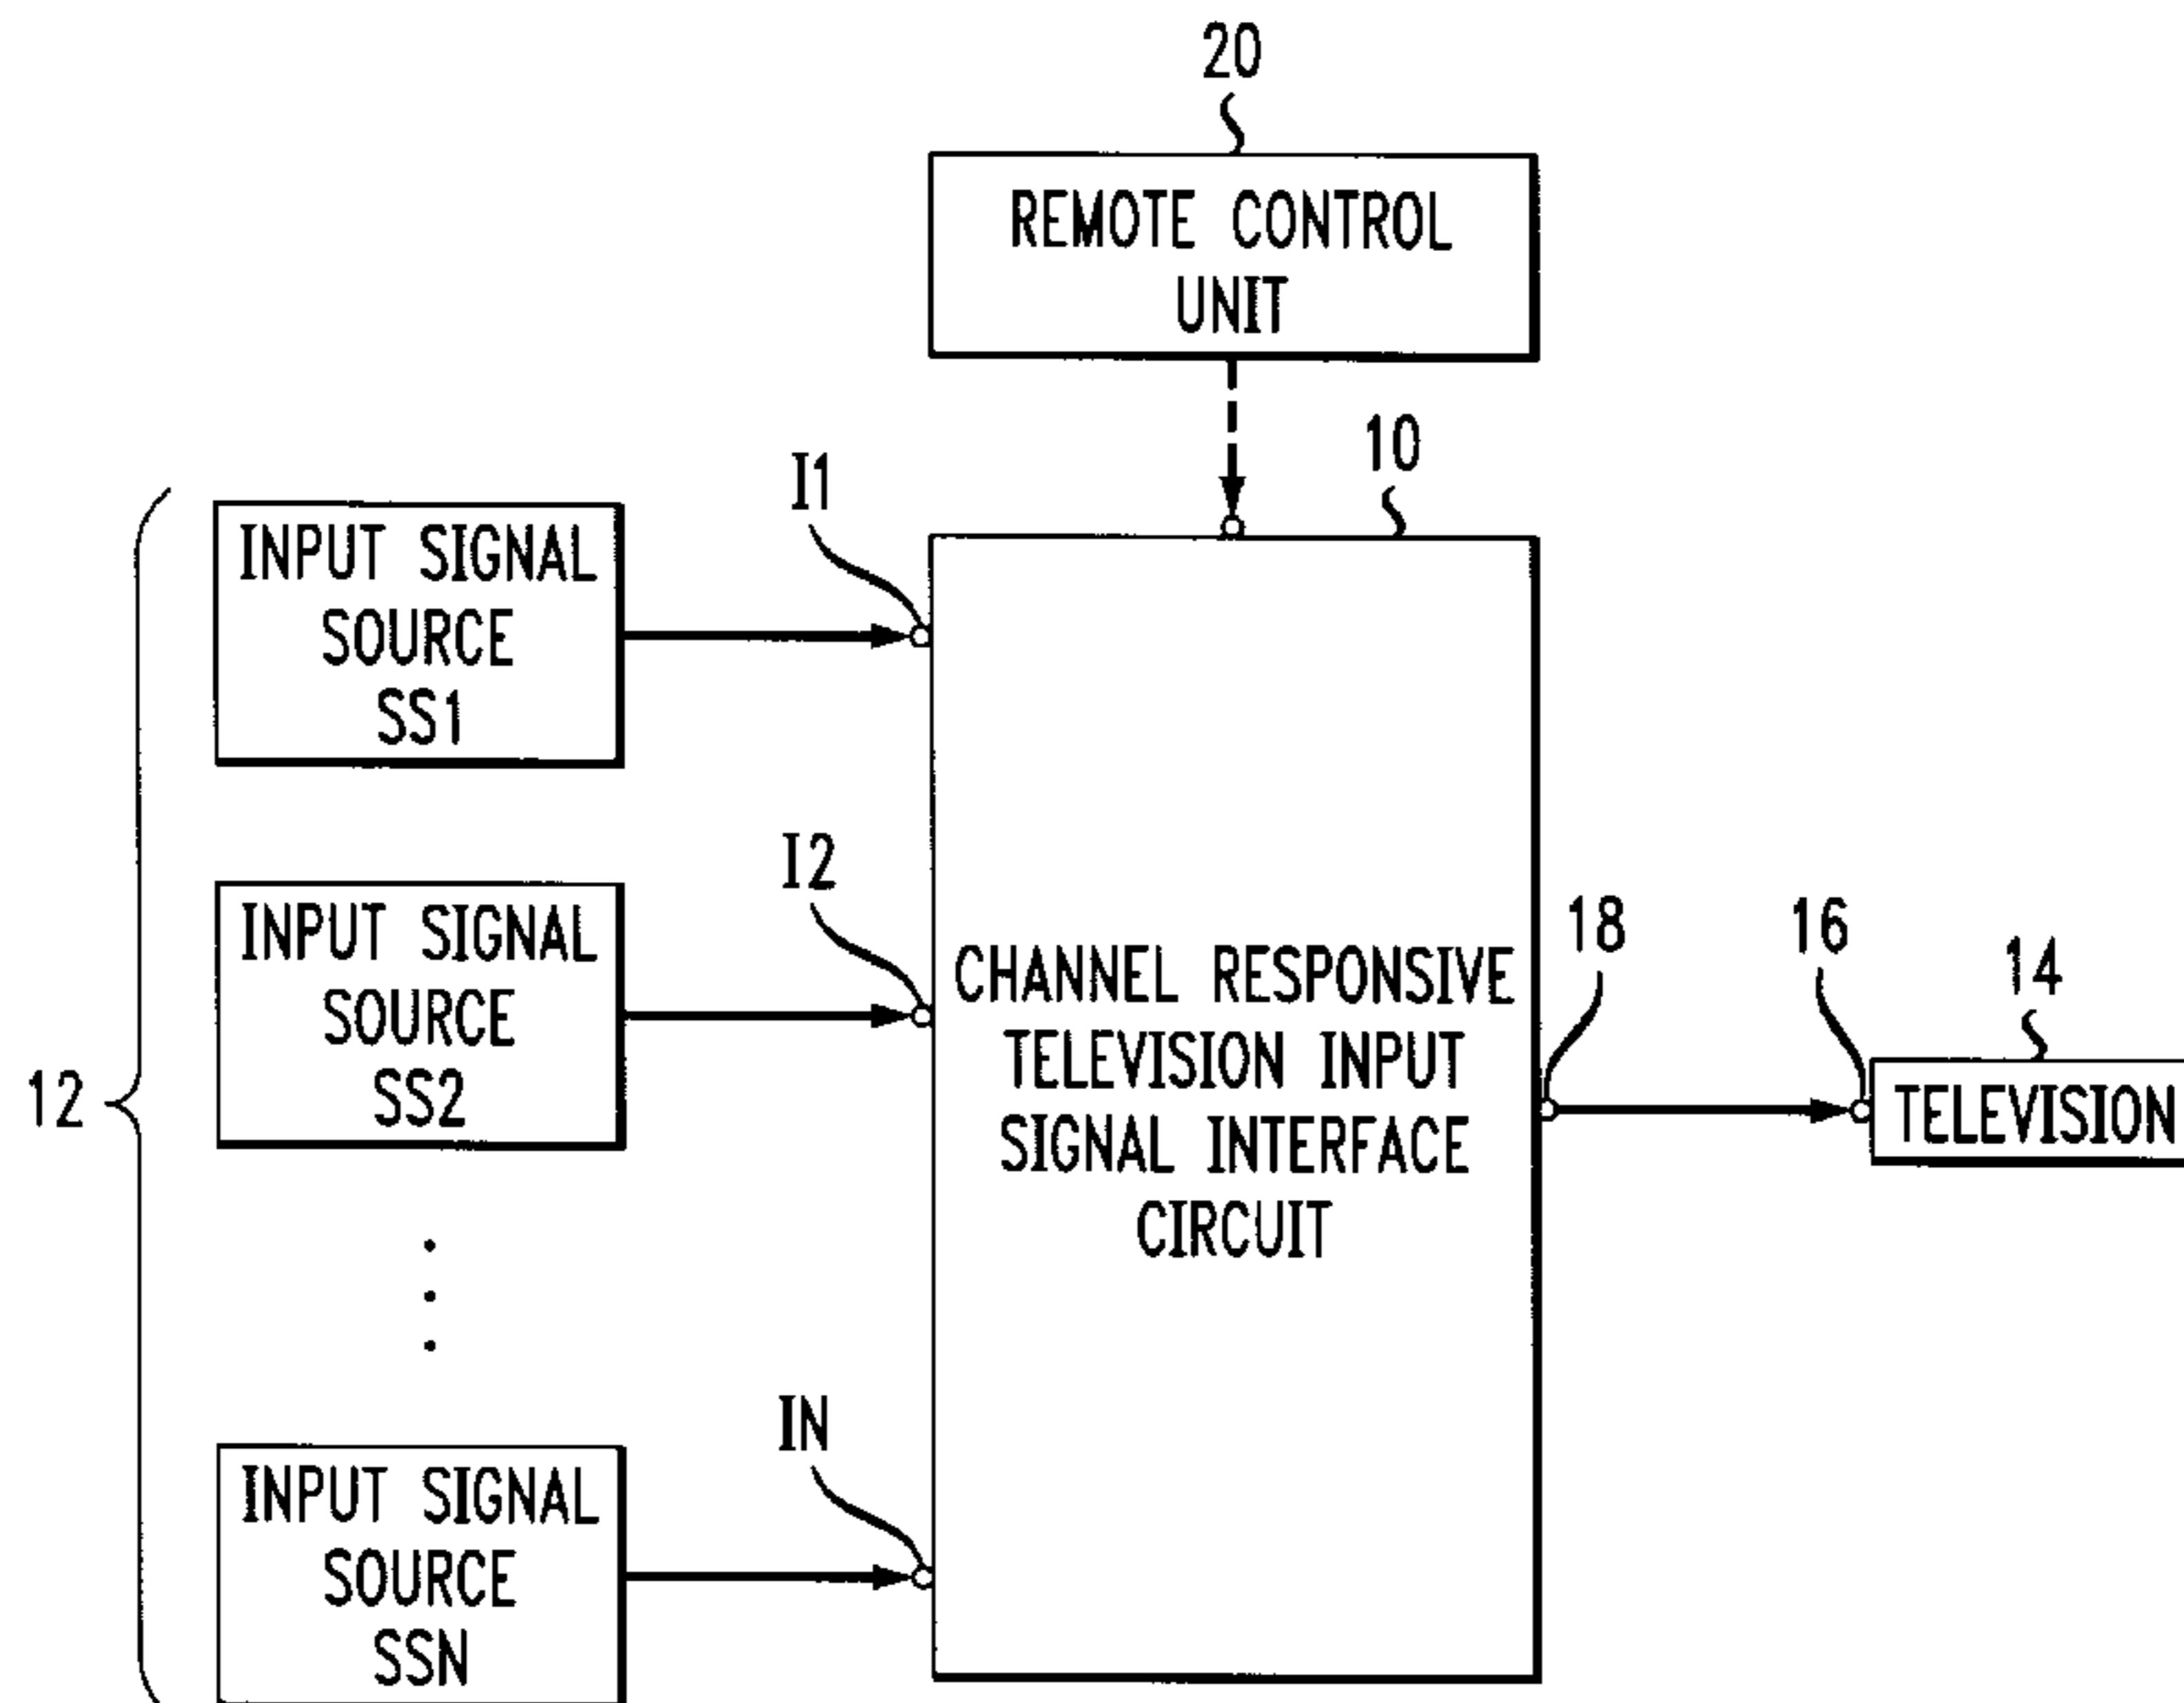 20
REMOTE CONTROL
UNIT
10
I1
INPUT SIGNAL
SOURCE
SS1
I2
INPUT SIGNAL
SOURCE
SS2
12
CHANNEL RESPONSIVE
TELEVISION INPUT
SIGNAL INTERFACE
CIRCUIT
18
16
14
TELEVISION
IN
INPUT SIGNAL
SOURCE
SSN